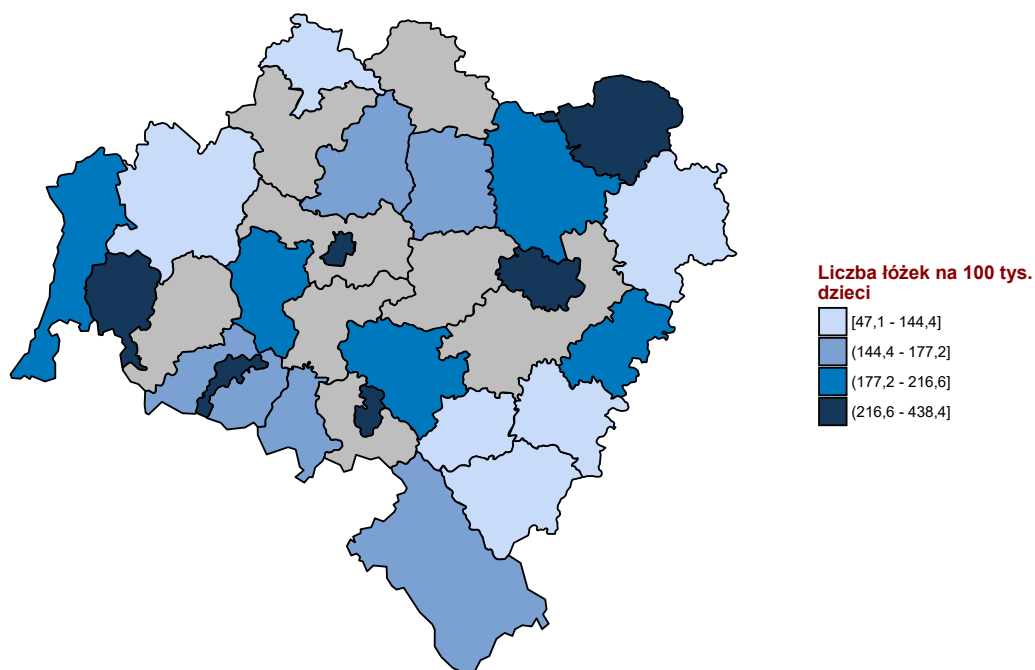 Liczba łóżek na 100 tys.
dzieci
[47,1 - 144,4]
(144,4 - 177,2]
(177,2 - 216,6]
(216,6 - 438,4]